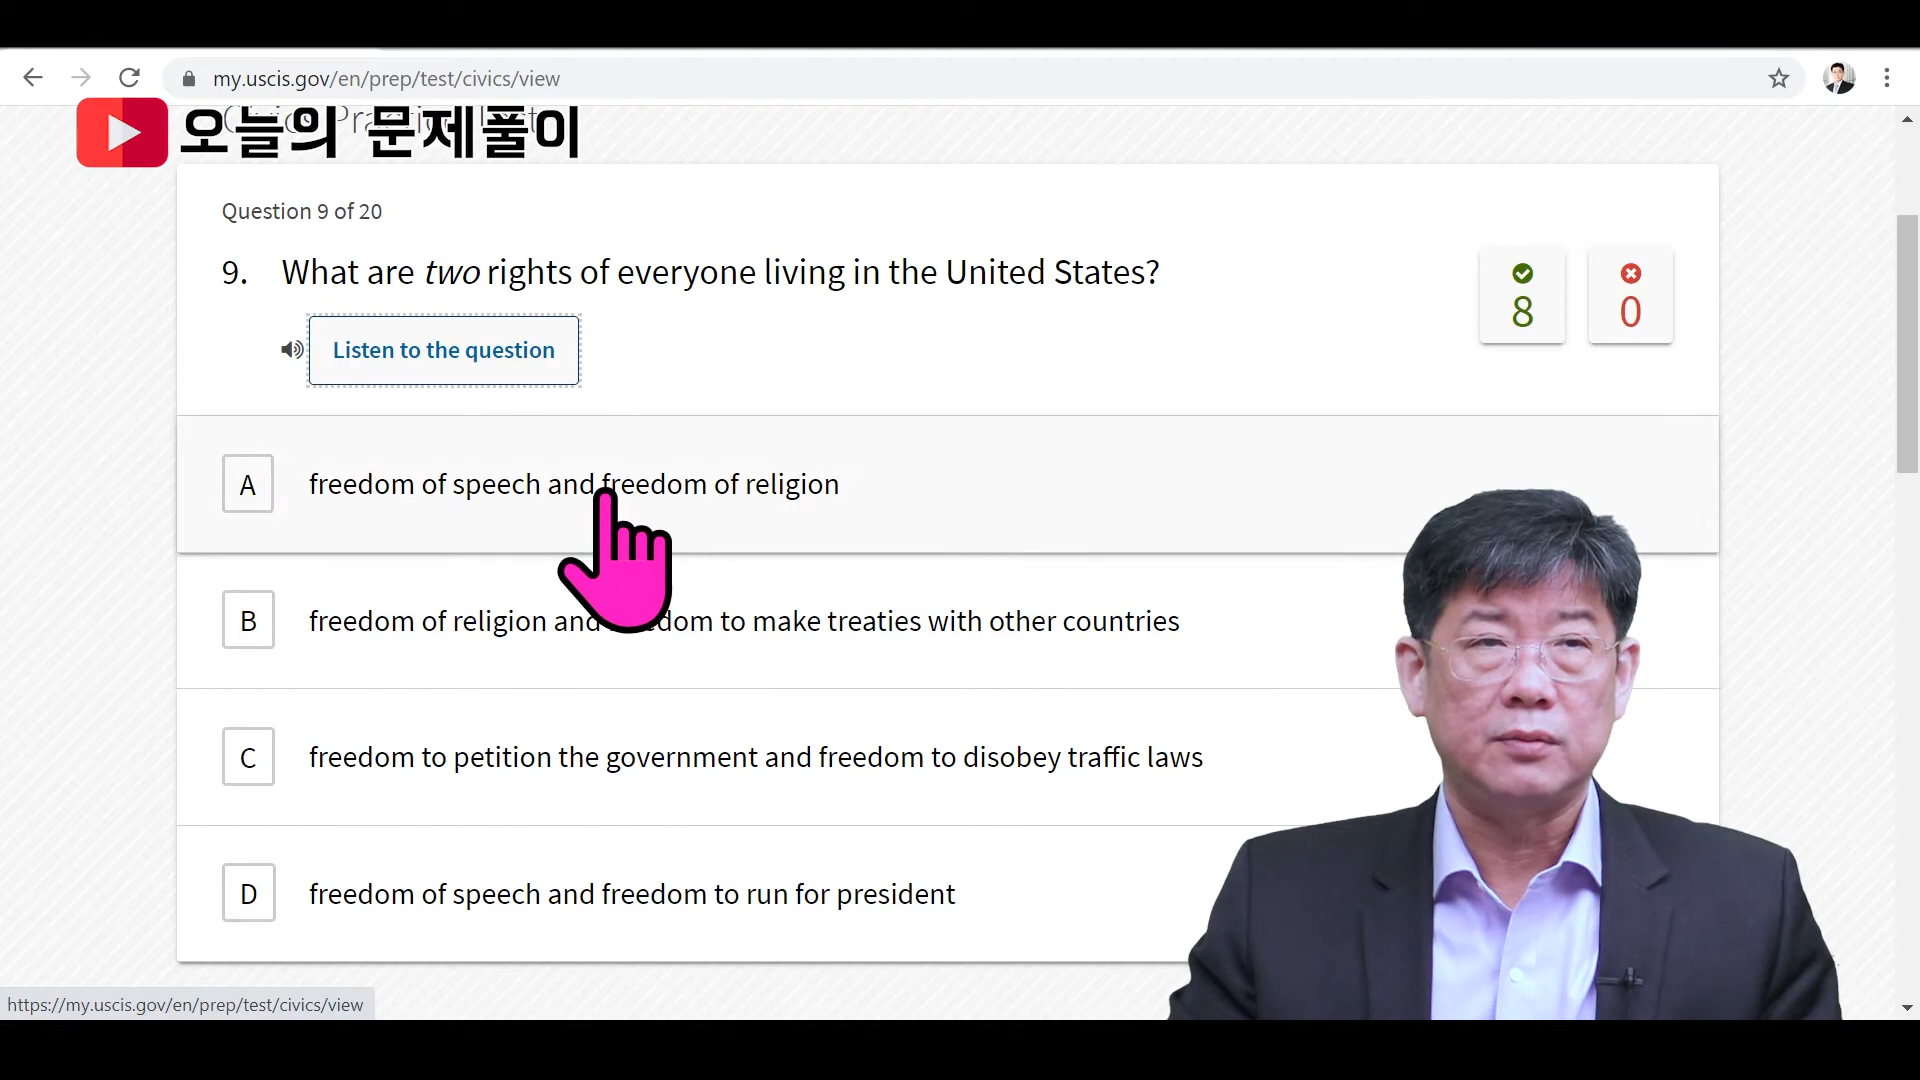 my.uscis.gov/en/prep/test/civics/view
오늘의 문제풀이
Question 9 of 20
9. What are two rights of everyone living in the United States?
8
0
Listen to the question
A freedom of speech and freedom of religion
B freedom of religion and freedom to make treaties with other countries
C freedom to petition the government and freedom to disobey traffic laws
D freedom of speech and freedom to run for president
https://my.uscis.gov/en/prep/test/civics/view